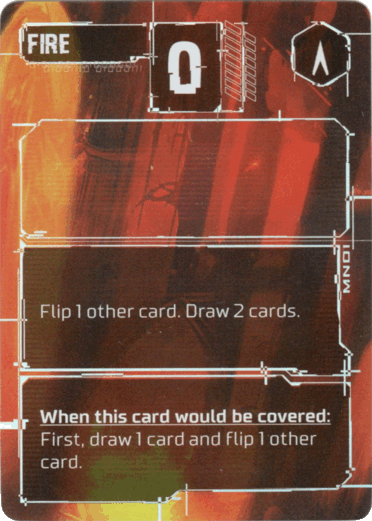 FIRE
0
MN01
Flip 1 other card. Draw 2 cards.
When this card would be covered:
First, draw 1 card and flip 1 other
card.